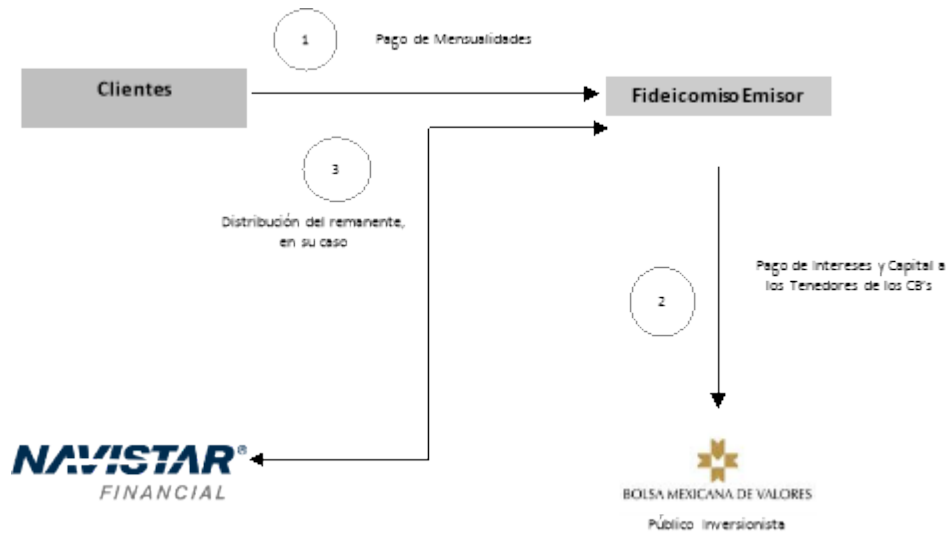 1
Pago de Mensualidades
Clientes
Fideicomiso Emisor
3
Distribución del remanente,
en su caso
Pago de Intereses y Capital a
los Tenedores de los CB's
2
NAVISTAR®
FINANCIAL
BOLSA MEXICANA DE VALORES
Público Inversionista